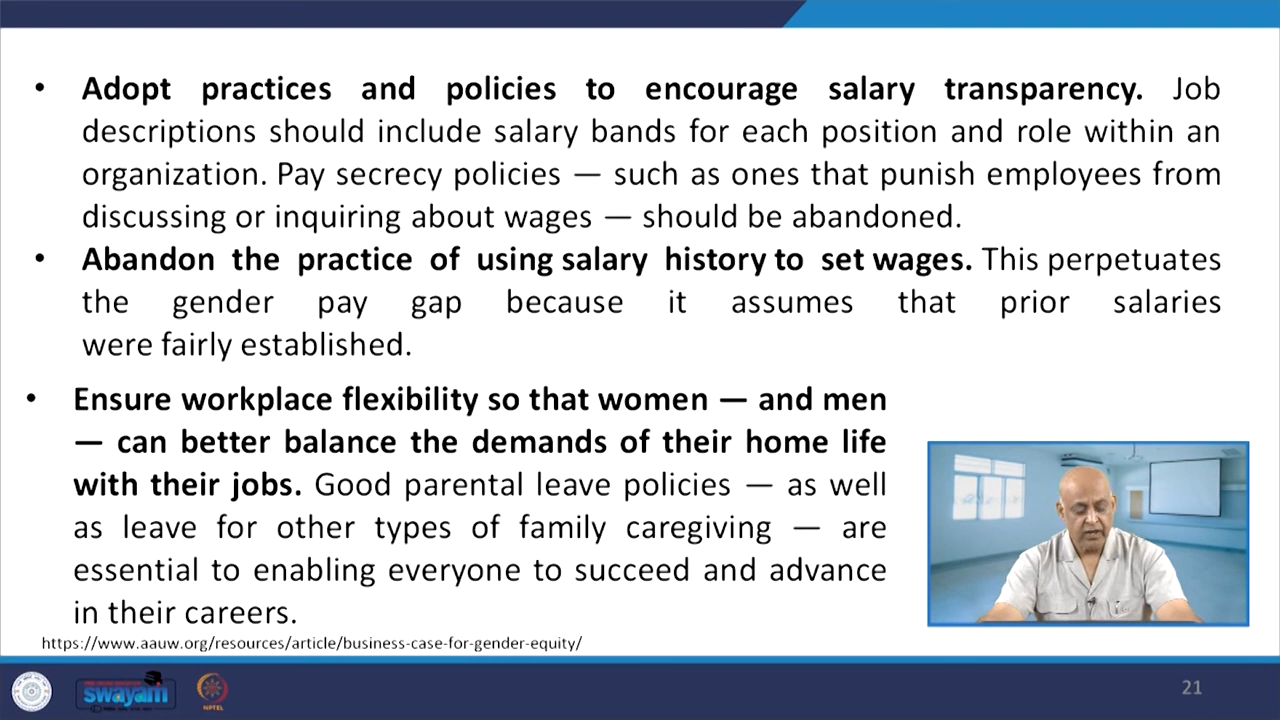 • Adopt practices and policies to encourage salary transparency. Job
descriptions should include salary bands for each position and role within an
organization. Pay secrecy policies — such as ones that punish employees from
discussing or inquiring about wages — should be abandoned.
• Abandon the practice of using salary history to set wages. This perpetuates
the gender pay gap because it assumes that prior salaries
were fairly established.
• Ensure workplace flexibility so that women — and men
— can better balance the demands of their home life
with their jobs. Good parental leave policies — as well
as leave for other types of family caregiving — are
essential to enabling everyone to succeed and advance
in their careers.
https://www.aauw.org/resources/article/business-case-for-gender-equity/
swayam
NPTEL
21